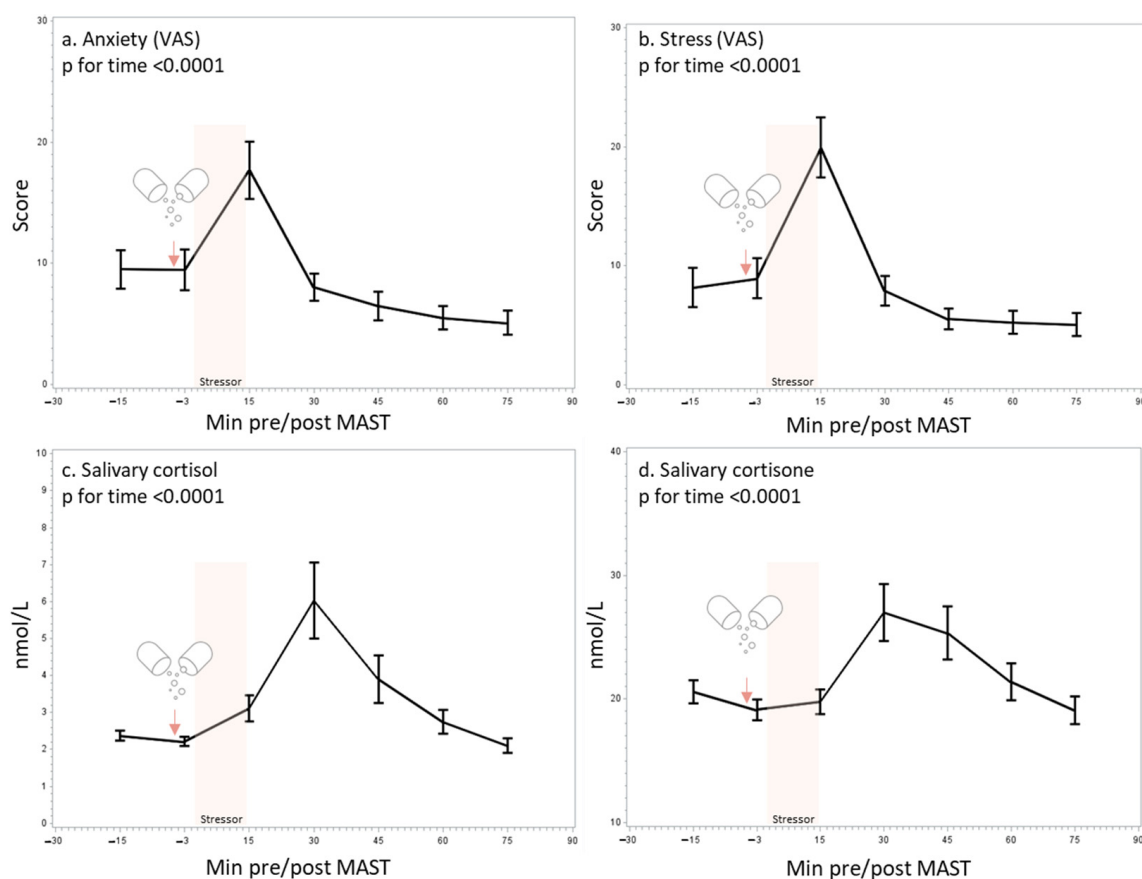 a. Anxiety (VAS)
p for time <0.0001
30
20
10
0
Score
Stressor
−30 −15 −3 15 30 45 60 75 90
Min pre/post MAST
b. Stress (VAS)
p for time <0.0001
30
20
10
0
Score
Stressor
−30 −15 −3 15 30 45 60 75 90
Min pre/post MAST
c. Salivary cortisol
p for time <0.0001
10
9
8
7
6
5
4
3
2
1
0
nmol/L
Stressor
−30 −15 −3 15 30 45 60 75 90
Min pre/post MAST
d. Salivary cortisone
p for time <0.0001
40
30
20
10
nmol/L
Stressor
−30 −15 −3 15 30 45 60 75 90
Min pre/post MAST